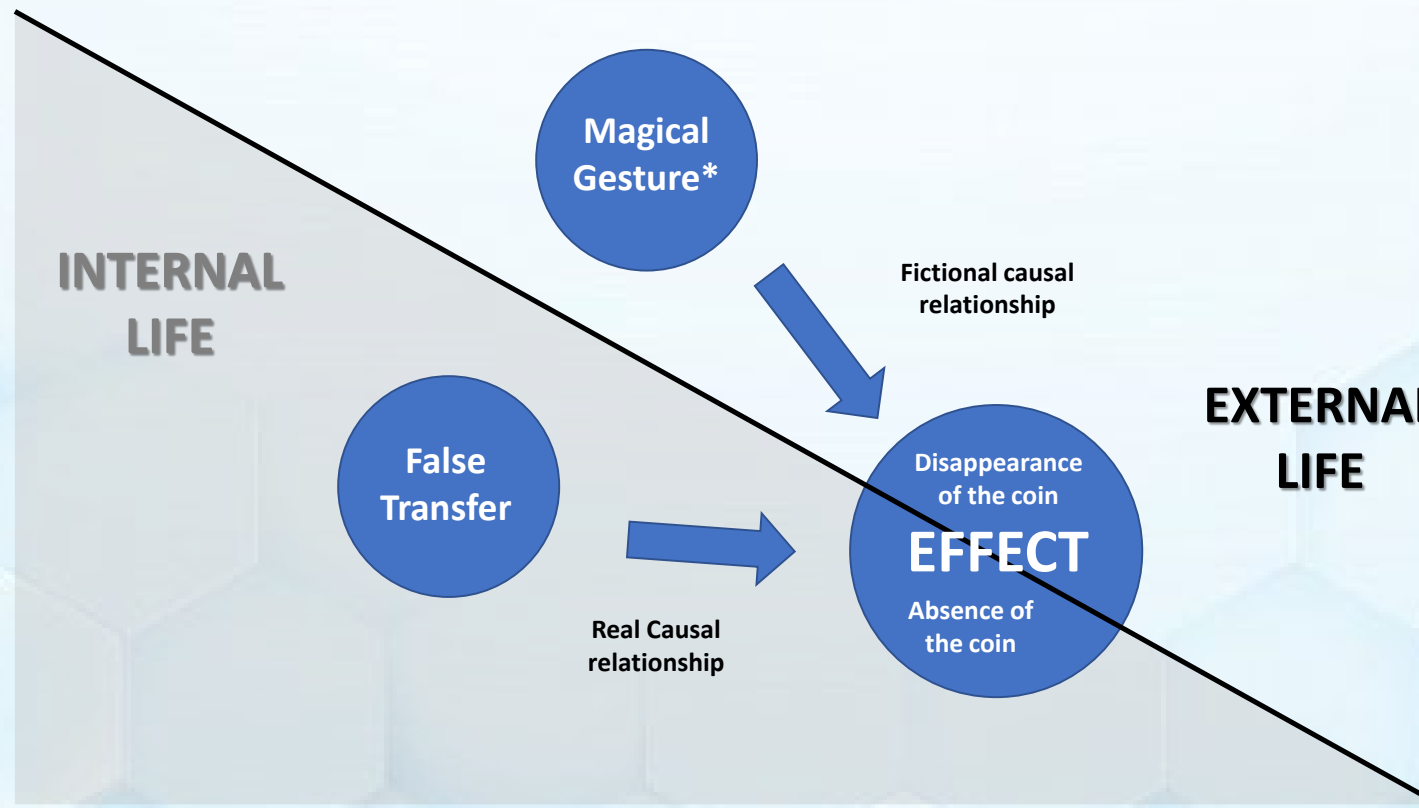 Magical
Gesture*
INTERNAL
LIFE
Fictional causal
relationship
EXTERNAL
LIFE
False
Transfer
Disappearance
of the coin
EFFECT
Absence of
the coin
Real Causal
relationship